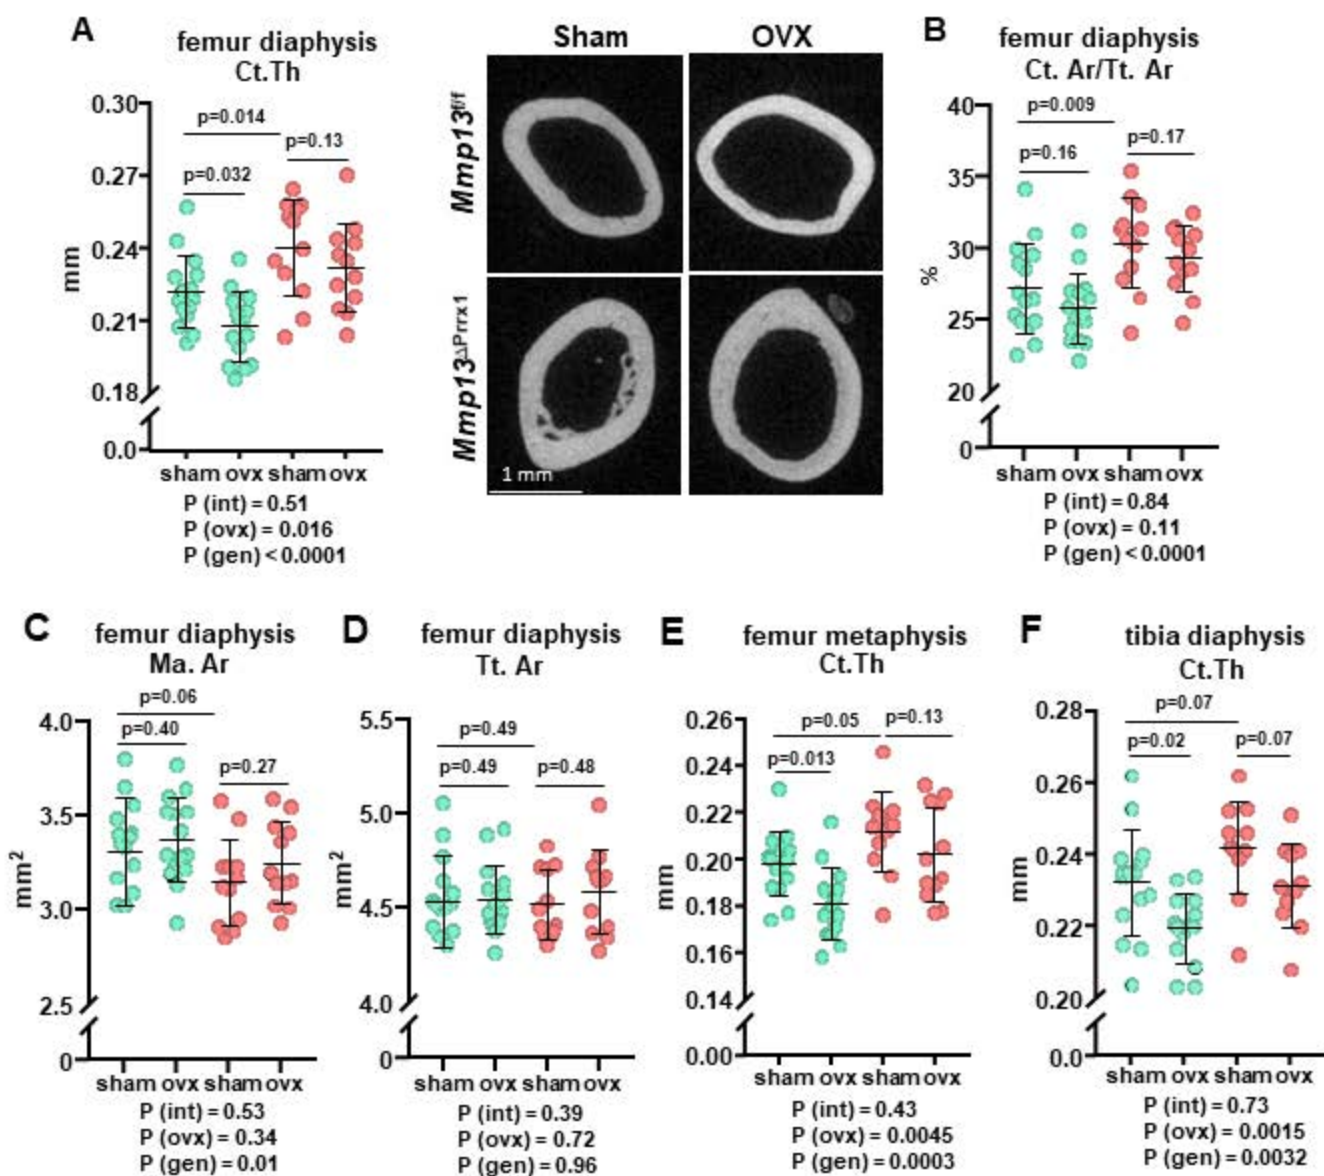 A
femur diaphysis
Ct.Th
0.30
0.27
0.24
0.21
0.18
0.0
mm
p=0.014
p=0.13
p=0.032
sham ovx sham ovx
P (int) = 0.51
P (ovx) = 0.016
P (gen) < 0.0001
Sham OVX
Mmp13f/f
Mmp13ΔPrrx1
1 mm
B
femur diaphysis
Ct. Ar/Tt. Ar
40
35
30
25
20
0
%
p=0.009
p=0.17
p=0.16
sham ovx sham ovx
P (int) = 0.84
P (ovx) = 0.11
P (gen) < 0.0001
C
femur diaphysis
Ma. Ar
4.0
3.5
3.0
2.5
0
mm2
p=0.06
p=0.40
p=0.27
sham ovx sham ovx
P (int) = 0.53
P (ovx) = 0.34
P (gen) = 0.01
D
femur diaphysis
Tt. Ar
5.5
5.0
4.5
4.0
0
mm2
p=0.49
p=0.49
p=0.48
sham ovx sham ovx
P (int) = 0.39
P (ovx) = 0.72
P (gen) = 0.96
E
femur metaphysis
Ct.Th
0.26
0.24
0.22
0.20
0.18
0.16
0.14
0.00
mm
p=0.05
p=0.13
p=0.013
sham ovx sham ovx
P (int) = 0.43
P (ovx) = 0.0045
P (gen) = 0.0003
F
tibia diaphysis
Ct.Th
0.28
0.26
0.24
0.22
0.20
0.0
mm
p=0.07
p=0.02
p=0.07
sham ovx sham ovx
P (int) = 0.73
P (ovx) = 0.0015
P (gen) = 0.0032